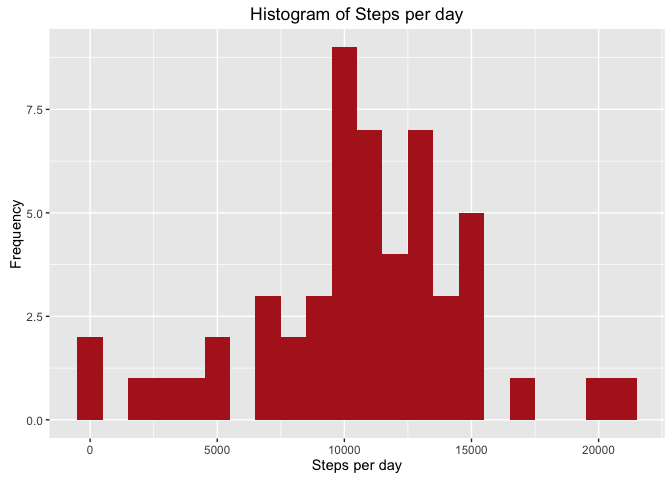 Histogram of Steps per day
Frequency
7.5
5.0
2.5
0.0
0 5000 10000 15000 20000
Steps per day